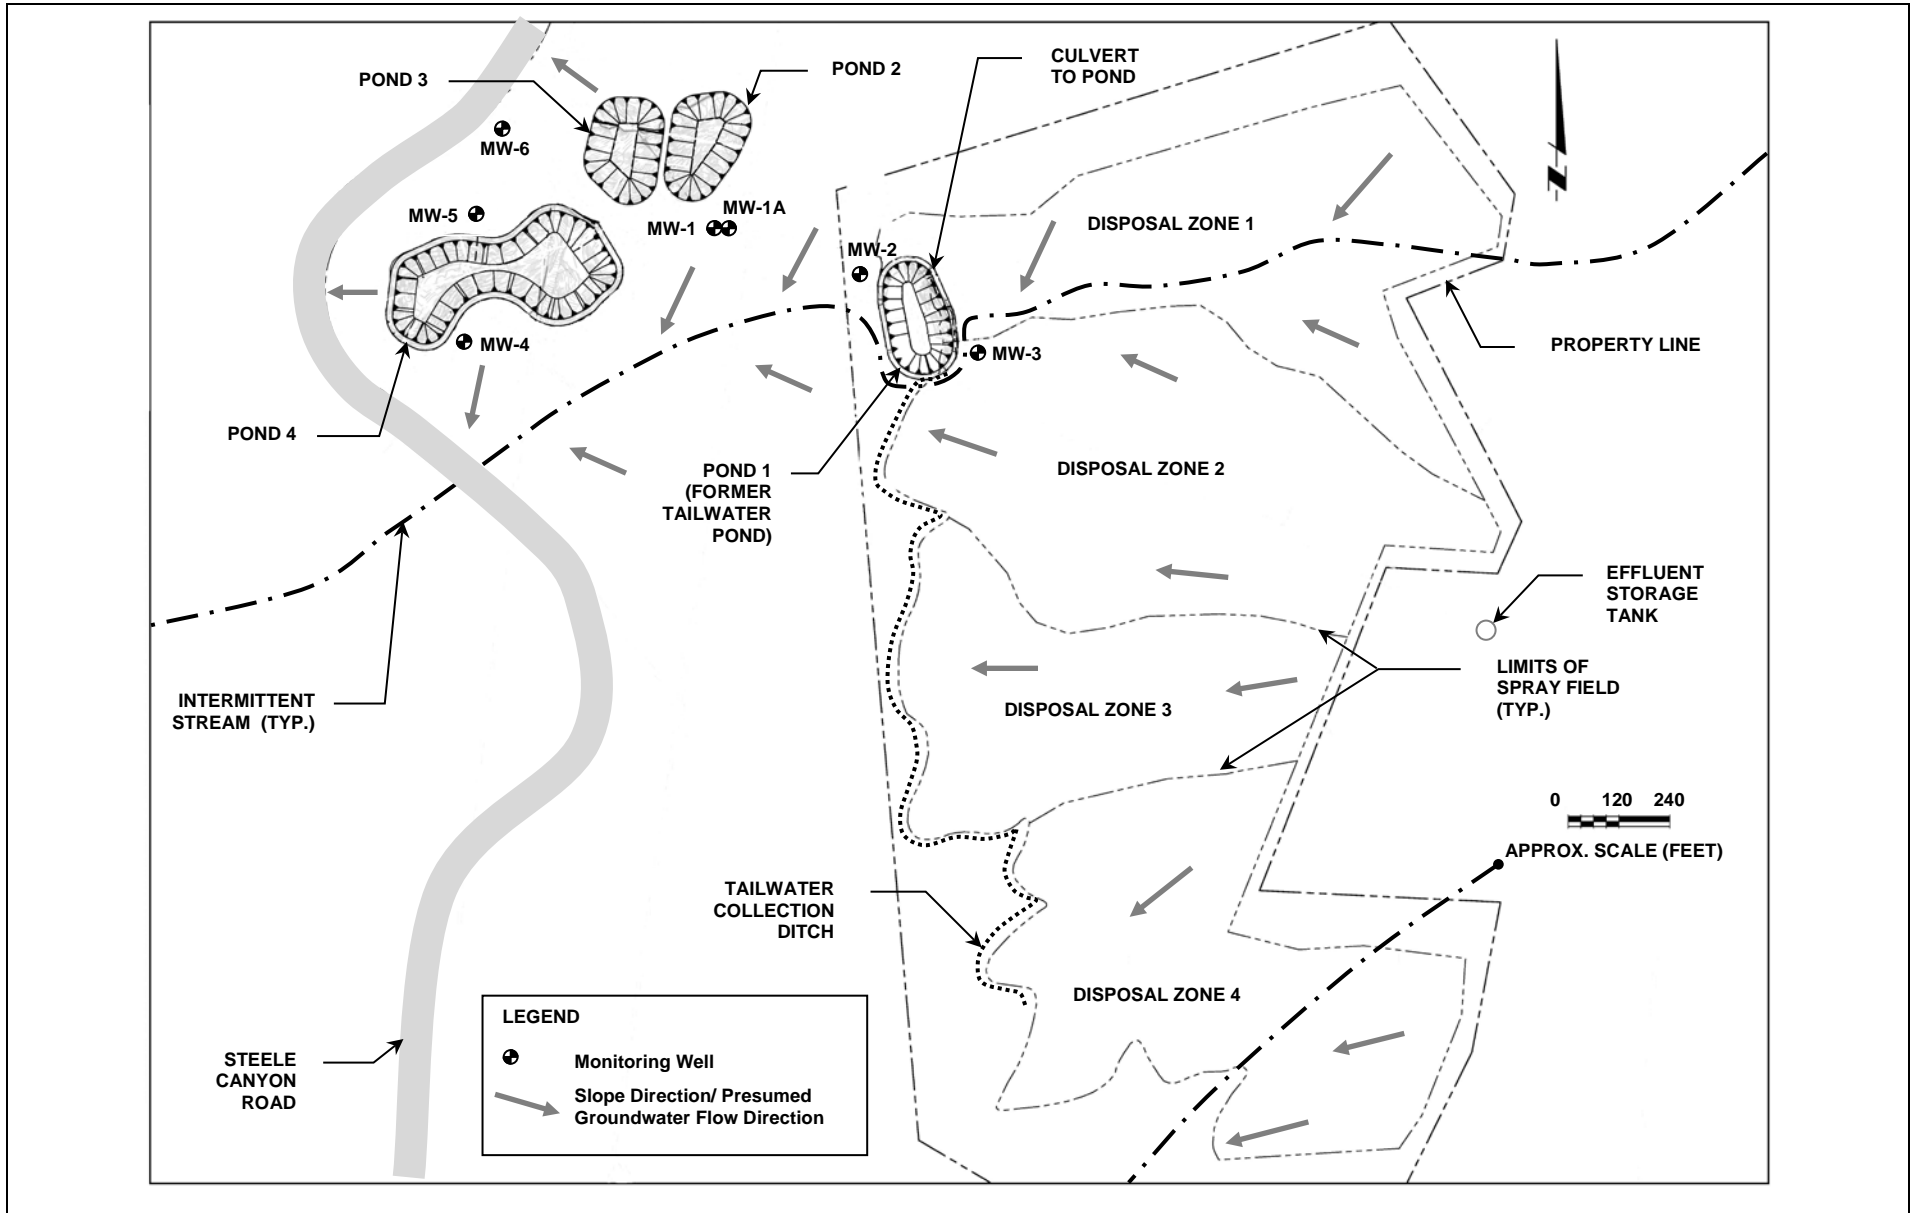 POND 3
POND 2
CULVERT
TO POND
MW-6
MW-5
MW-1A
MW-1
DISPOSAL ZONE 1
MW-2
N
MW-4
MW-3
PROPERTY LINE
POND 4
POND 1
(FORMER
TAILWATER
POND)
DISPOSAL ZONE 2
EFFLUENT
STORAGE
TANK
INTERMITTENT
STREAM (TYP.)
LIMITS OF
SPRAY FIELD
(TYP.)
DISPOSAL ZONE 3
0 120 240
APPROX. SCALE (FEET)
TAILWATER
COLLECTION
DITCH
DISPOSAL ZONE 4
STEELE
CANYON
ROAD
LEGEND
Monitoring Well
Slope Direction/ Presumed
Groundwater Flow Direction